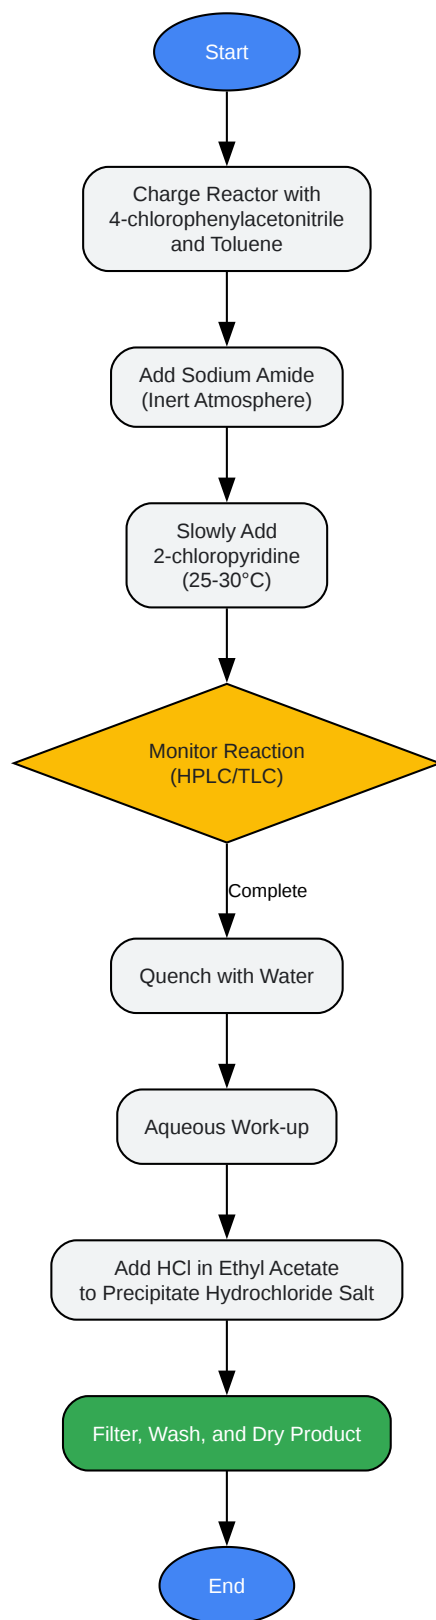 Start
Charge Reactor with
4-chlorophenylacetonitrile
and Toluene
Add Sodium Amide
(Inert Atmosphere)
Slowly Add
2-chloropyridine
(25-30°C)
Monitor Reaction
(HPLC/TLC)
Complete
Quench with Water
Aqueous Work-up
Add HCl in Ethyl Acetate
to Precipitate Hydrochloride Salt
Filter, Wash, and Dry Product
End